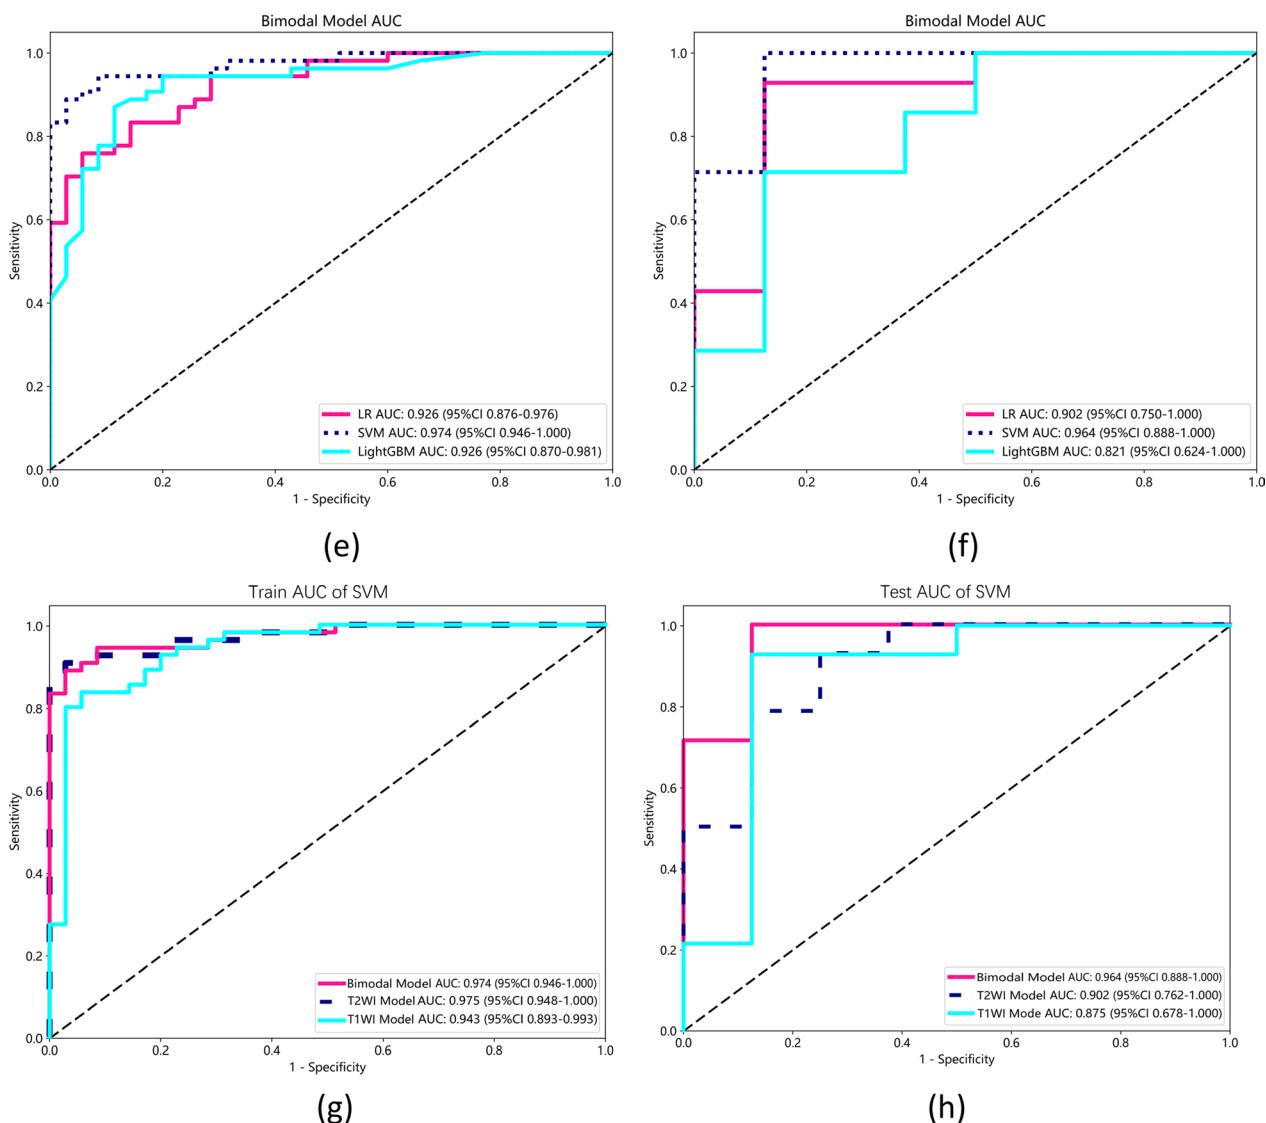 Bimodal Model AUC
1.0
0.8
0.6
0.4
0.2
0.0
Sensitivity
LR AUC: 0.926 (95%CI 0.876-0.976)
SVM AUC: 0.974 (95%CI 0.946-1.000)
LightGBM AUC: 0.926 (95%CI 0.870-0.981)
0.0 0.2 0.4 0.6 0.8 1.0
1 - Specificity
(e)
Bimodal Model AUC
1.0
0.8
0.6
0.4
0.2
0.0
Sensitivity
LR AUC: 0.902 (95%CI 0.750-1.000)
SVM AUC: 0.964 (95%CI 0.888-1.000)
LightGBM AUC: 0.821 (95%CI 0.624-1.000)
0.0 0.2 0.4 0.6 0.8 1.0
1 - Specificity
(f)
Train AUC of SVM
1.0
0.8
0.6
0.4
0.2
0.0
Sensitivity
Bimodal Model AUC: 0.974 (95%CI 0.946-1.000)
T2WI Model AUC: 0.975 (95%CI 0.948-1.000)
T1WI Model AUC: 0.943 (95%CI 0.893-0.993)
0.0 0.2 0.4 0.6 0.8 1.0
1 - Specificity
(g)
Test AUC of SVM
1.0
0.8
0.6
0.4
0.2
0.0
Sensitivity
Bimodal Model AUC: 0.964 (95%CI 0.888-1.000)
T2WI Model AUC: 0.902 (95%CI 0.762-1.000)
T1WI Mode AUC: 0.875 (95%CI 0.678-1.000)
0.0 0.2 0.4 0.6 0.8 1.0
1 - Specificity
(h)